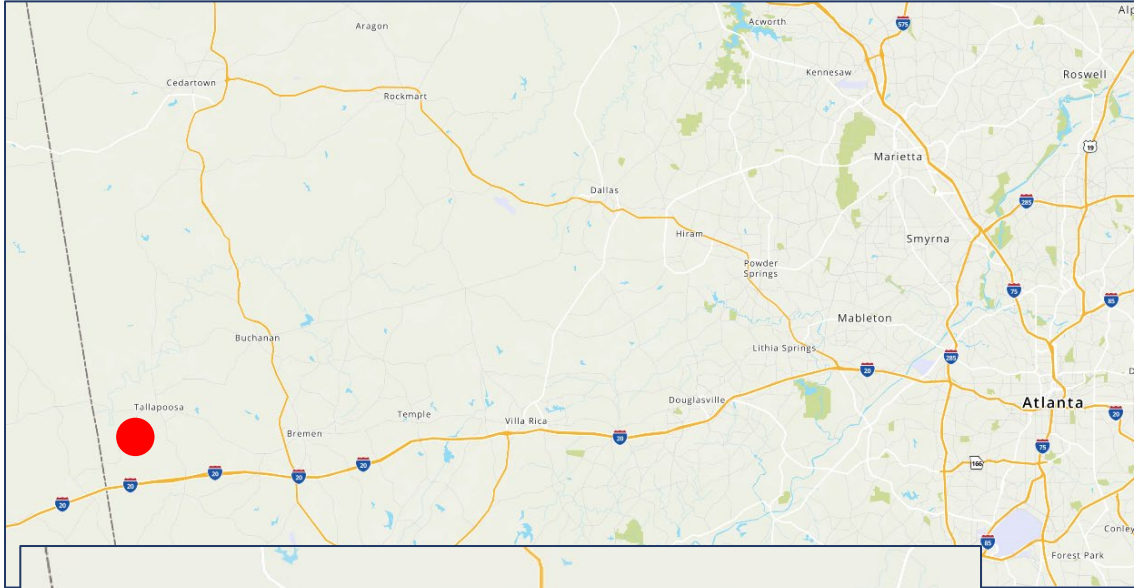 Alp
Aragon
Acworth
575
Kennesaw
Roswell
Cedartown
Rockmart
19
Marietta
Dallas
285
Hiram
Smyrna
Powder
Springs
75
85
Mableton
Buchanan
Lithia Springs
285
20
D
Tallapoosa
Douglasville
Atlanta
Temple
Villa Rica
20
Bremen
20
75
20
20
20
166
20
20
Conley
85
Forest Park